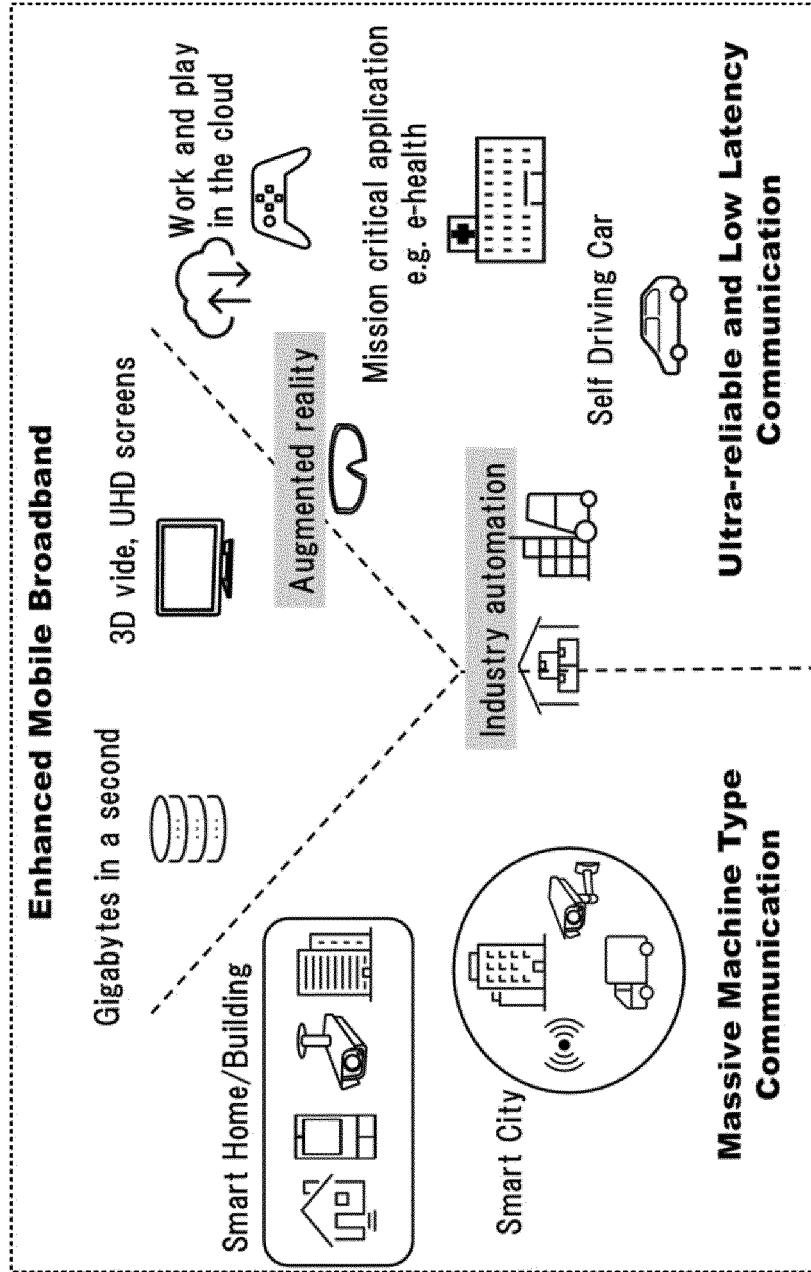 Enhanced Mobile Broadband
Gigabytes in a second
3D vide, UHD screens
Work and play
in the cloud
Smart Home/Building
Augmented reality
Mission critical application
e.g. e-health
Smart City
Industry automation
Self Driving Car
Massive Machine Type
Communication
Ultra-reliable and Low Latency
Communication